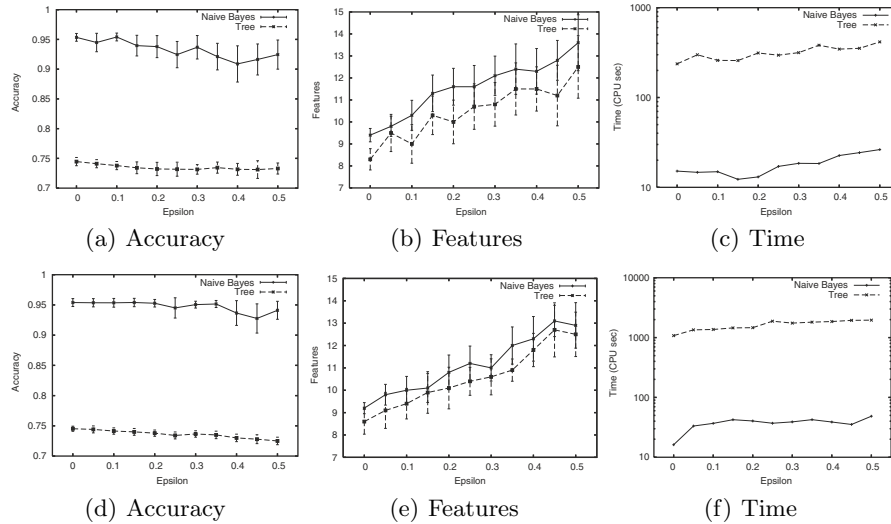 Naive Bayes
Tree
Accuracy
1
0.95
0.9
0.85
0.8
0.75
0.7
0 0.1 0.2 0.3 0.4 0.5
Epsilon
(a) Accuracy
Naive Bayes
Tree
Features
15
14
13
12
11
10
9
8
7
6
5
0 0.1 0.2 0.3 0.4 0.5
Epsilon
(b) Features
Naive Bayes
Tree
Time (CPU sec)
1000
100
10
0 0.1 0.2 0.3 0.4 0.5
Epsilon
(c) Time
Naive Bayes
Tree
Accuracy
1
0.95
0.9
0.85
0.8
0.75
0.7
0 0.1 0.2 0.3 0.4 0.5
Epsilon
(d) Accuracy
Naive Bayes
Tree
Features
15
14
13
12
11
10
9
8
7
6
5
0 0.1 0.2 0.3 0.4 0.5
Epsilon
(e) Features
Naive Bayes
Tree
Time (CPU sec)
10000
1000
100
10
0 0.1 0.2 0.3 0.4 0.5
Epsilon
(f) Time